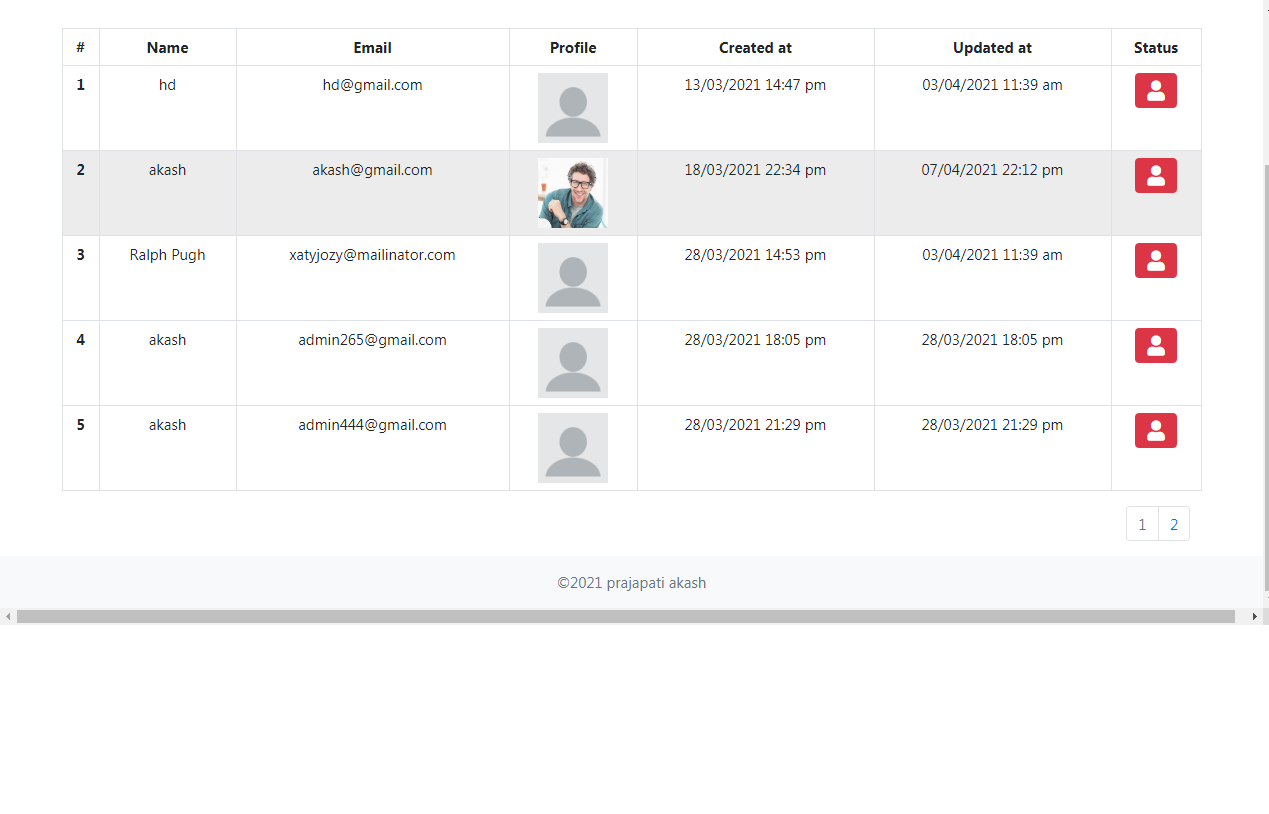 # Name Email Profile Created at Updated at Status
1 hd hd@gmail.com 13/03/2021 14:47 pm 03/04/2021 11:39 am
2 akash akash@gmail.com 18/03/2021 22:34 pm 07/04/2021 22:12 pm
3 Ralph Pugh xatyjozy@mailinator.com 28/03/2021 14:53 pm 03/04/2021 11:39 am
4 akash admin265@gmail.com 28/03/2021 18:05 pm 28/03/2021 18:05 pm
5 akash admin444@gmail.com 28/03/2021 21:29 pm 28/03/2021 21:29 pm
1 2
©2021 prajapati akash